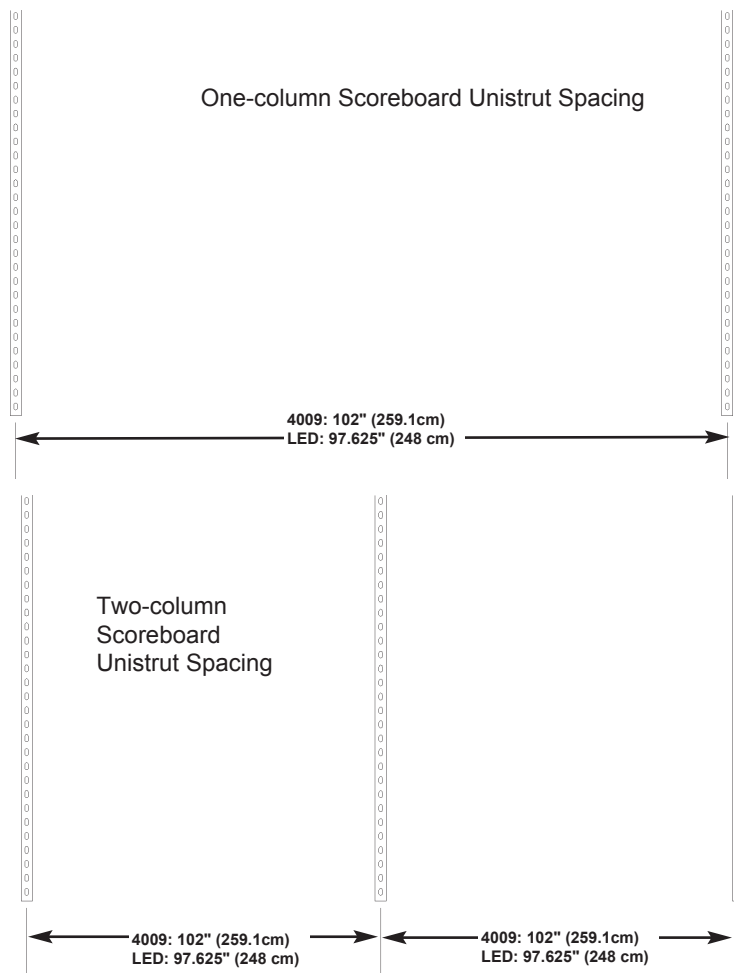 One-column Scoreboard Unistrut Spacing
4009: 102" (259.1cm)
LED: 97.625" (248 cm)
Two-column
Scoreboard
Unistrut Spacing
4009: 102" (259.1cm)
LED: 97.625" (248 cm)
4009: 102" (259.1cm)
LED: 97.625" (248 cm)